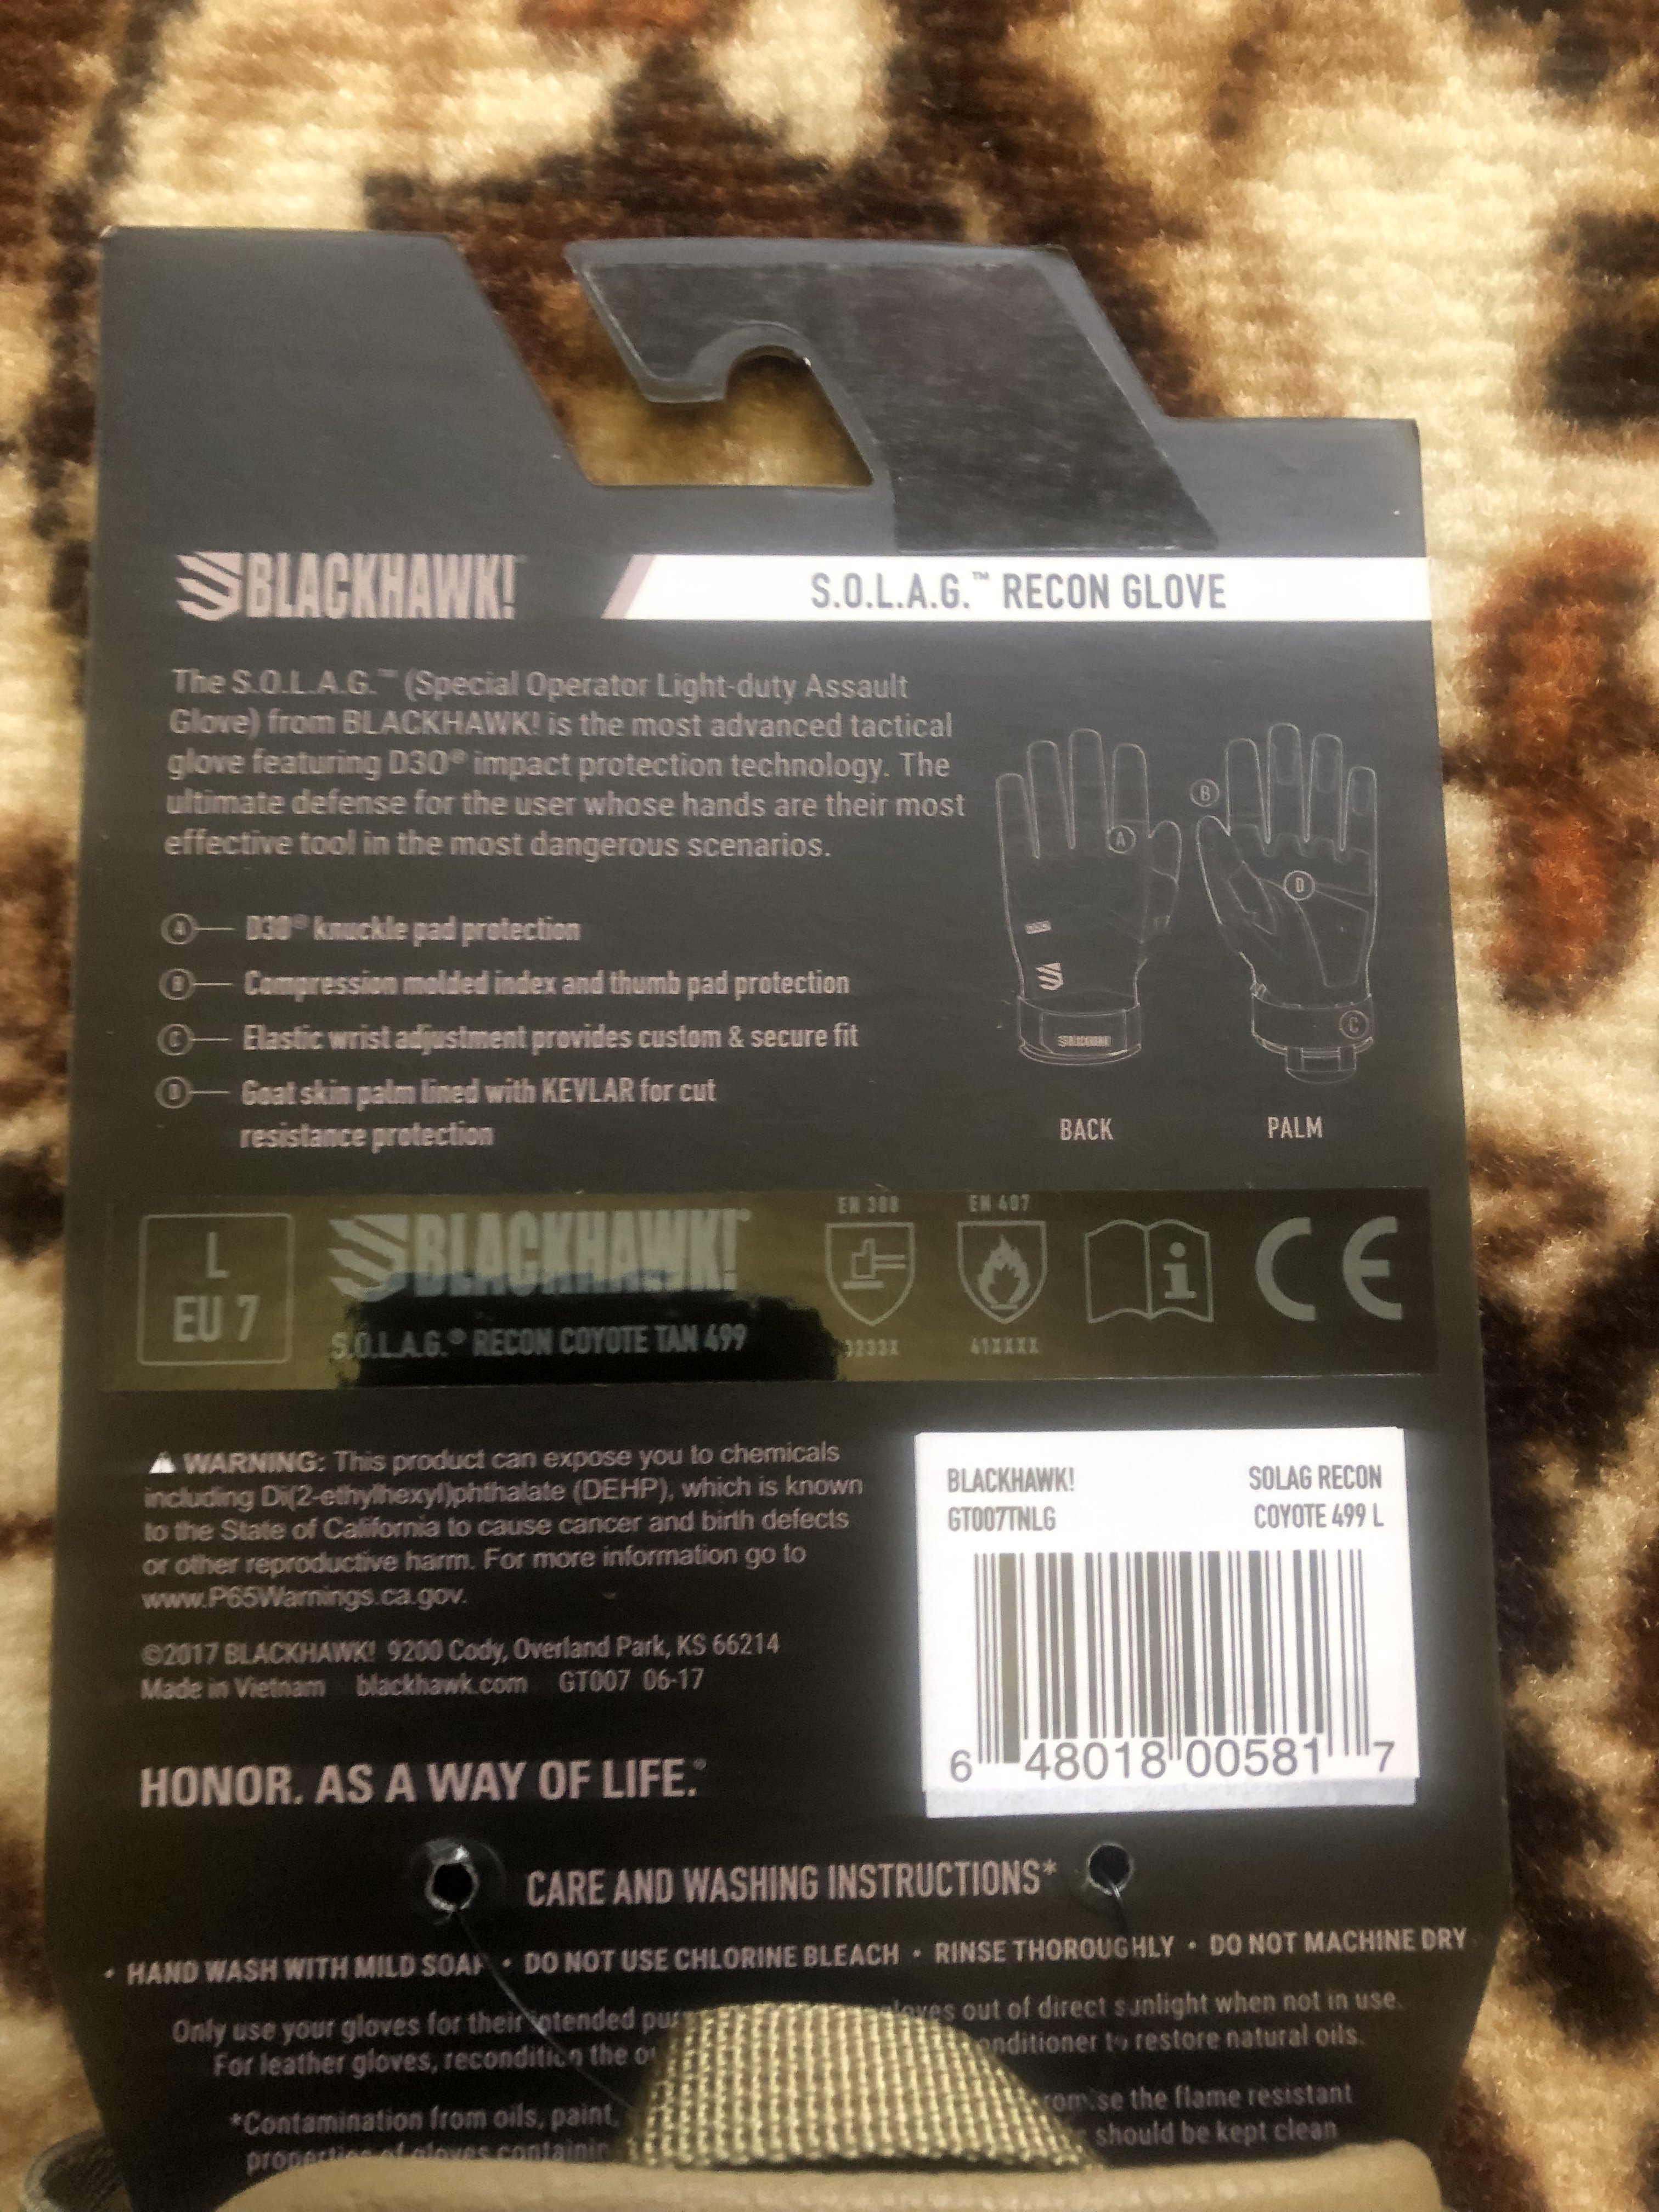 BLACKHAWK!
S.O.L.A.G.™ RECON GLOVE
The S.O.L.A.G.™ (Special Operator Light-duty Assault
Glove) from BLACKHAWK! is the most advanced tactical
glove featuring D3O® impact protection technology. The
ultimate defense for the user whose hands are their most
effective tool in the most dangerous scenarios.
A D3O® knuckle pad protection
B Compression molded index and thumb pad protection
C Elastic wrist adjustment provides custom & secure fit
D Goat skin palm lined with KEVLAR for cut
resistance protection
B
A
D
C
BACK PALM
L
EU 7
BLACKHAWK!®
S.O.L.A.G.® RECON COYOTE TAN 499
EN 388
3233X
EN 407
41XXXX
i
CE
WARNING: This product can expose you to chemicals
including Di(2-ethylhexyl)phthalate (DEHP), which is known
to the State of California to cause cancer and birth defects
or other reproductive harm. For more information go to
www.P65Warnings.ca.gov.
©2017 BLACKHAWK! 9200 Cody, Overland Park, KS 66214
Made in Vietnam blackhawk.com GT007 06-17
HONOR. AS A WAY OF LIFE.®
BLACKHAWK! SOLAG RECON
GT007TNLG COYOTE 499 L
6 48018 00581 7
CARE AND WASHING INSTRUCTIONS*
• HAND WASH WITH MILD SOAP • DO NOT USE CHLORINE BLEACH • RINSE THOROUGHLY • DO NOT MACHINE DRY
Only use your gloves for their intended out of direct sunlight when not in use.
For leather gloves, recondition the to restore natural oils.
*Contamination from oils, paint, the flame resistant
properties of gloves should be kept clean